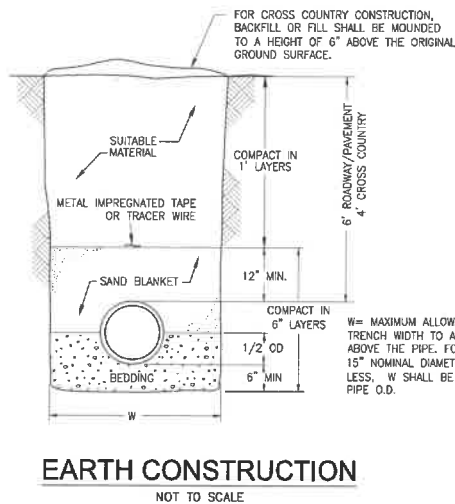 FOR CROSS COUNTRY CONSTRUCTION,
BACKFILL OR FILL SHALL BE MOUNDED
TO A HEIGHT OF 6" ABOVE THE ORIGINAL
GROUND SURFACE.
SUITABLE
MATERIAL
COMPACT IN
1' LAYERS
6' ROADWAY/PAVEMENT
4' CROSS COUNTRY
METAL IMPREGNATED TAPE
OR TRACER WIRE
SAND BLANKET
12" MIN.
COMPACT IN
6" LAYERS
1/2 OD
BEDDING
6" MIN
W
W= MAXIMUM ALLOW
TRENCH WIDTH TO A
ABOVE THE PIPE. FO
15" NOMINAL DIAMET
LESS, W SHALL BE
PIPE O.D.
EARTH CONSTRUCTION
NOT TO SCALE